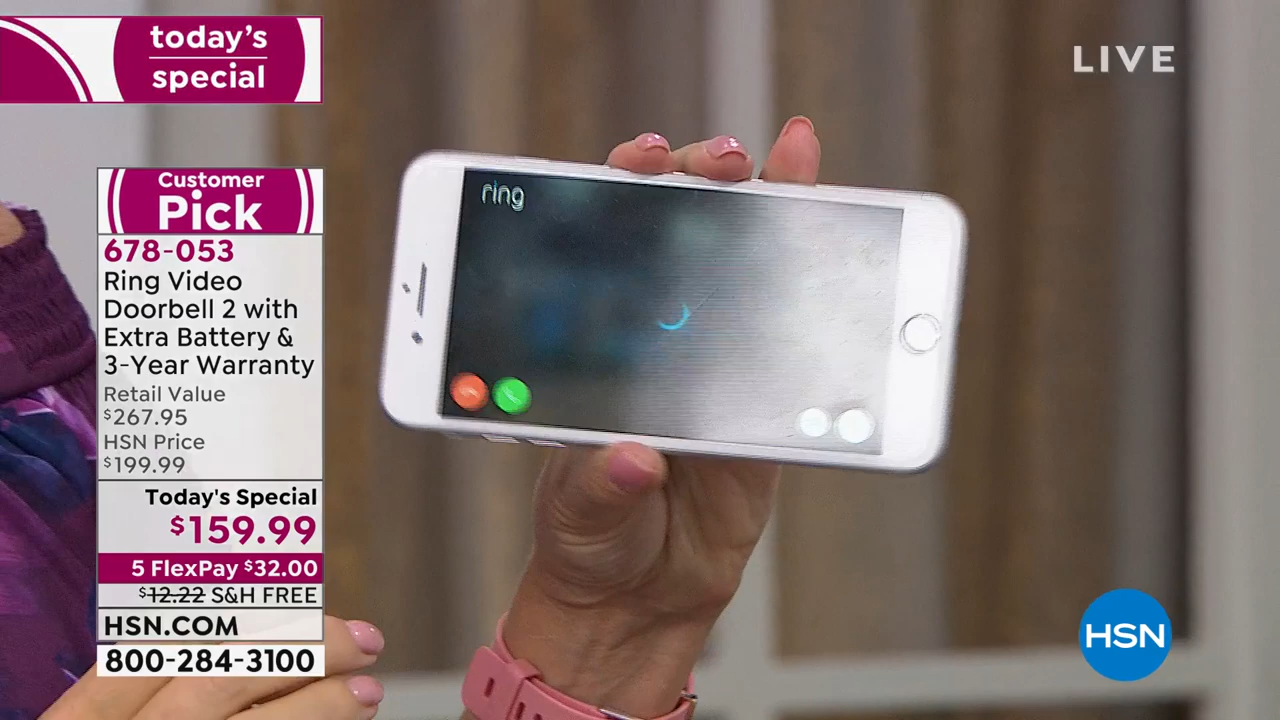 today's
special
LIVE
Customer
Pick
678-053
Ring Video
Doorbell 2 with
Extra Battery &
3-Year Warranty
Retail Value
$267.95
HSN Price
$199.99
Today's Special
$159.99
5 FlexPay $32.00
$12.22 S&H FREE
HSN.COM
800-284-3100
ring
HSN